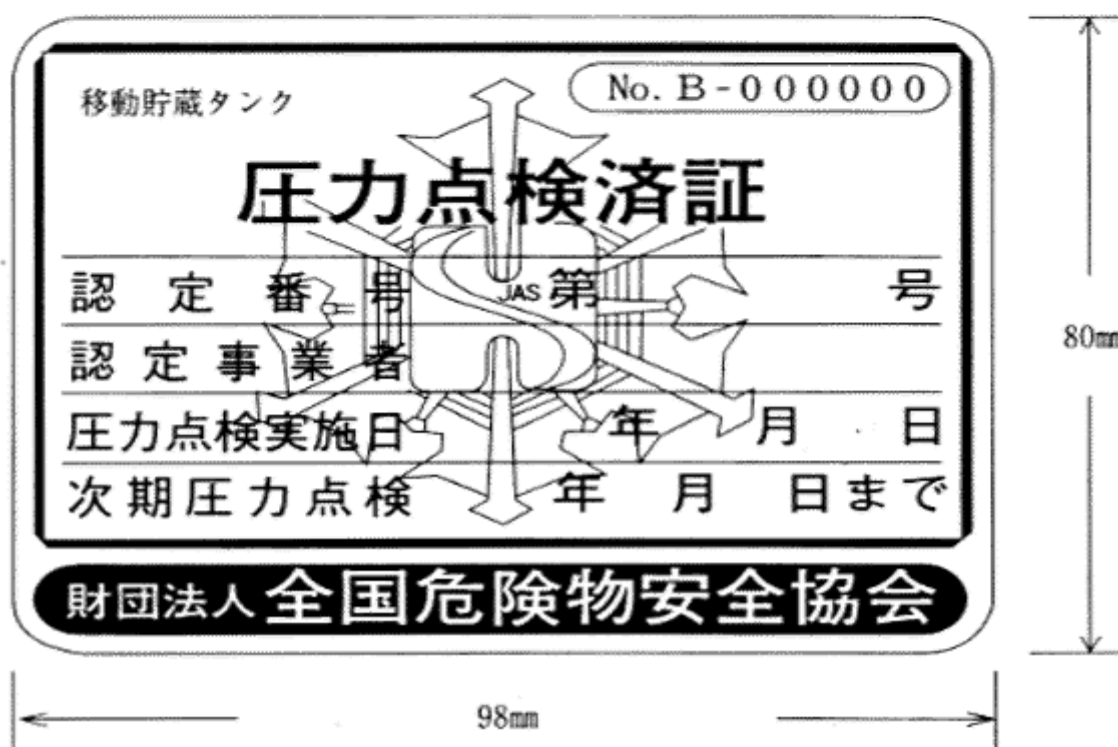 移動貯蔵タンク No. B-000000
圧力点検済証
認定番号 JAS 第 号
認定事業者
圧力点検実施日 年 月 日
次期圧力点検 年 月 日まで
財団法人 全国危険物安全協会
80mm
98mm